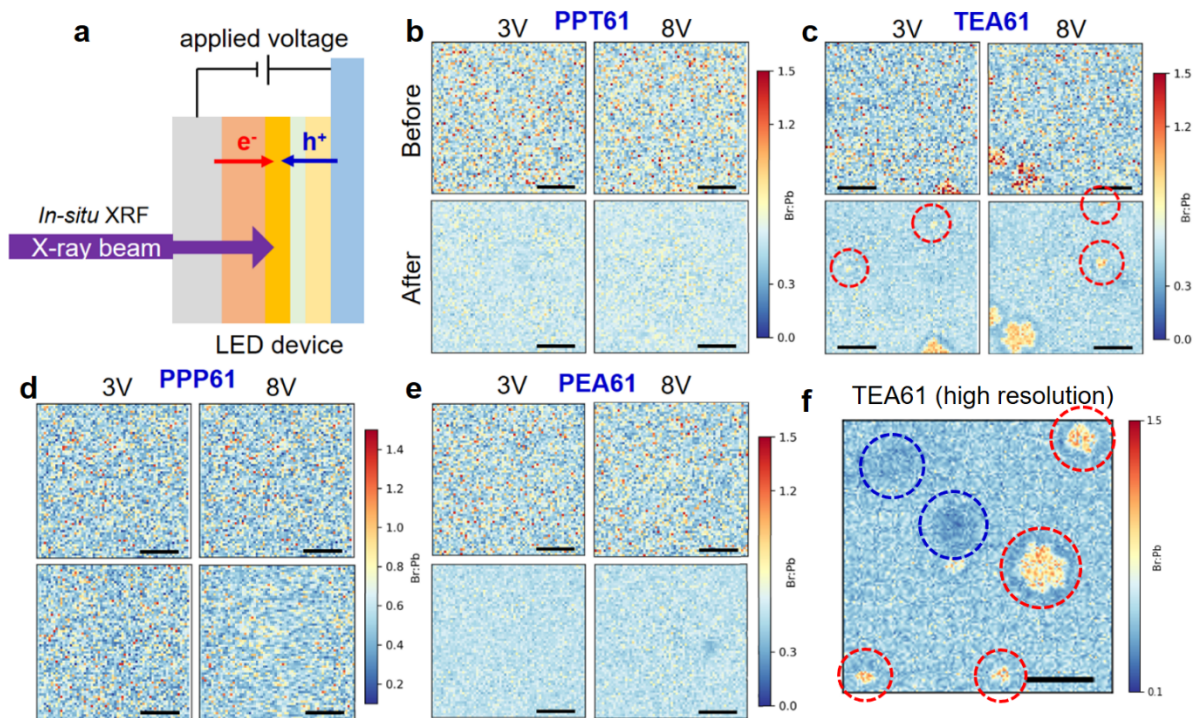 a
applied voltage
e-
h+
In-situ XRF
X-ray beam
LED device
b
PPT61
3V
8V
Before
After
1.5
1.2
Br:Pb
0.3
0.0
c
TEA61
3V
8V
1.5
1.2
Br:Pb
0.3
0.0
d
PPP61
3V
8V
1.4
1.2
1.0
0.8
0.6
0.4
0.2
e
PEA61
3V
8V
Br:Pb
1.5
1.2
Br:Pb
0.3
0.0
f
TEA61 (high resolution)
1.5
Br:Pb
0.1